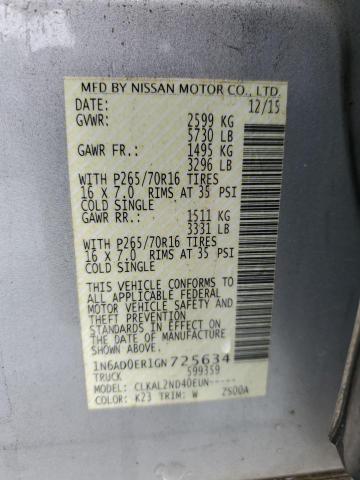 MFD BY NISSAN MOTOR CO., LTD.
DATE: 12/15
GVWR: 2599 KG
5730 LB
GAWR FR.: 1495 KG
3296 LB
WITH P265/70R16 TIRES
16 X 7.0 RIMS AT 35 PSI
COLD SINGLE
GAWR RR.: 1511 KG
3331 LB
WITH P265/70R16 TIRES
16 X 7.0 RIMS AT 35 PSI
COLD SINGLE
THIS VEHICLE CONFORMS TO
ALL APPLICABLE FEDERAL
MOTOR VEHICLE SAFETY AND
THEFT PREVENTION
STANDARDS IN EFFECT ON
THE DATE OF MANUFACTURE
SHOWN ABOVE.
1N6AD0ER1GN725634
TRUCK 599359
MODEL: CLKAL2ND40EUN-----
COLOR: K23 TRIM: W 2S00A